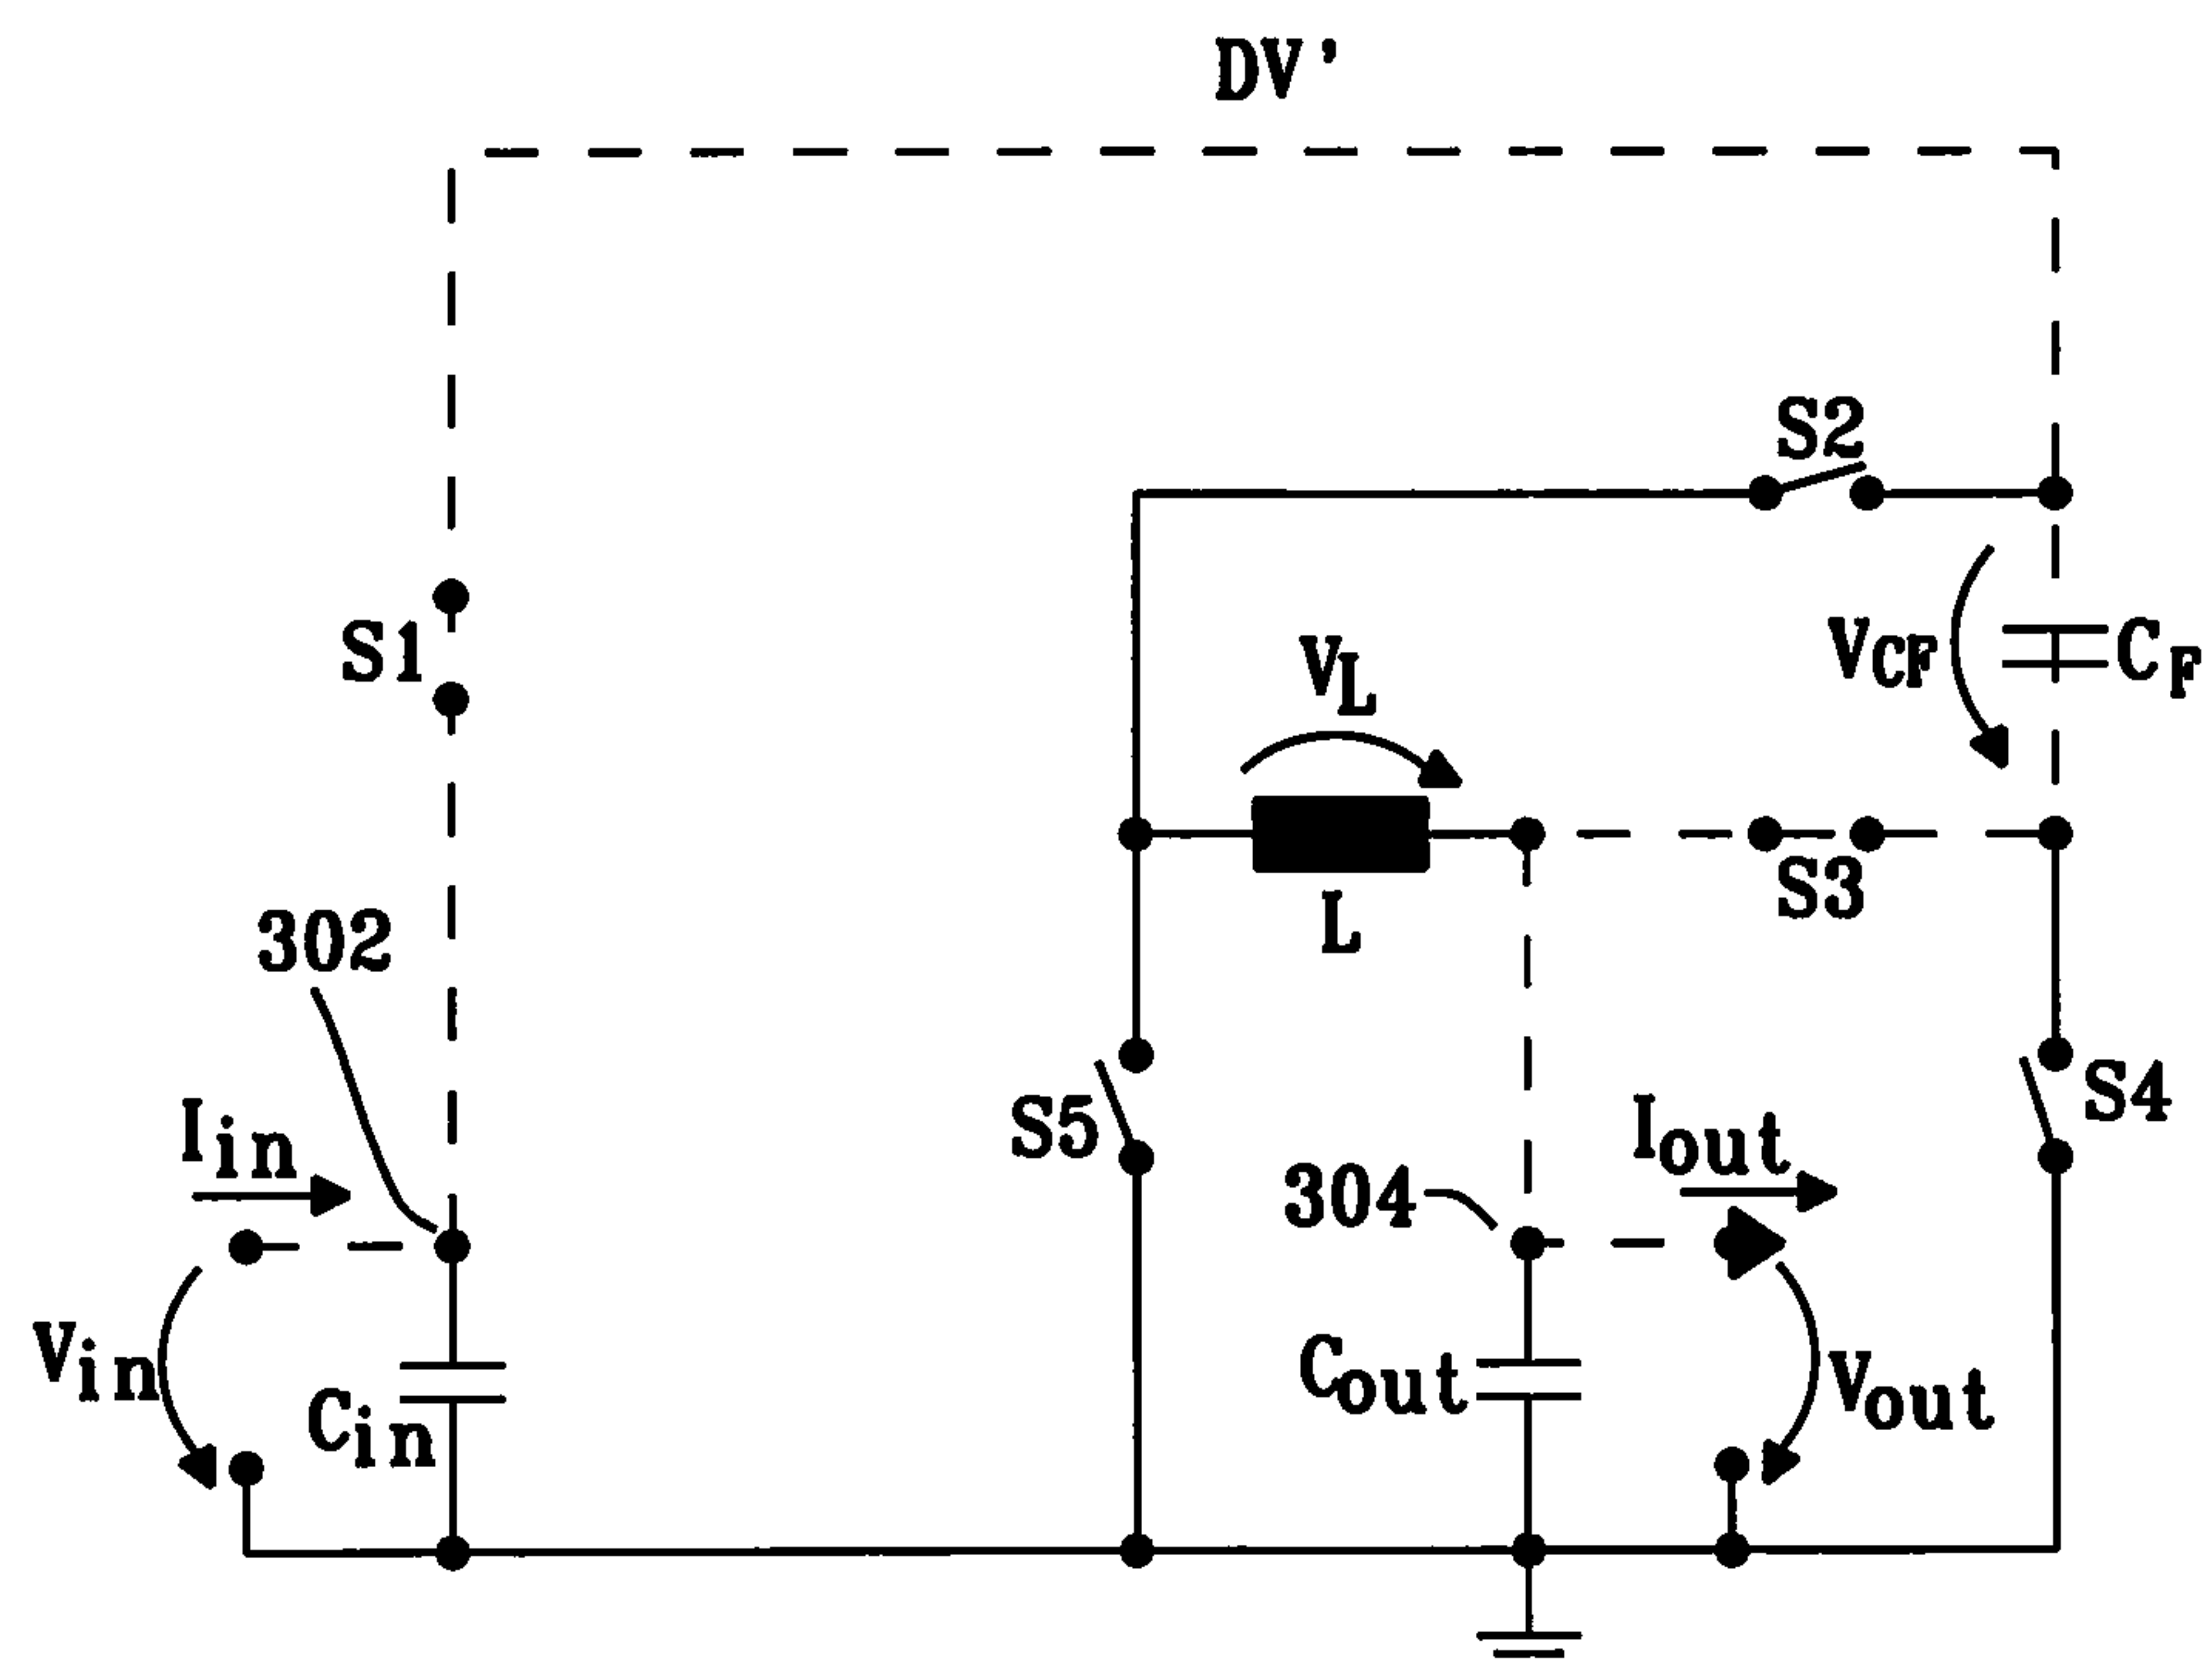 DV'
S2
S1
VL
VCF
CF
S3
L
302
Iin
S5
Iout
S4
304
Vin
Cin
Cout
Vout